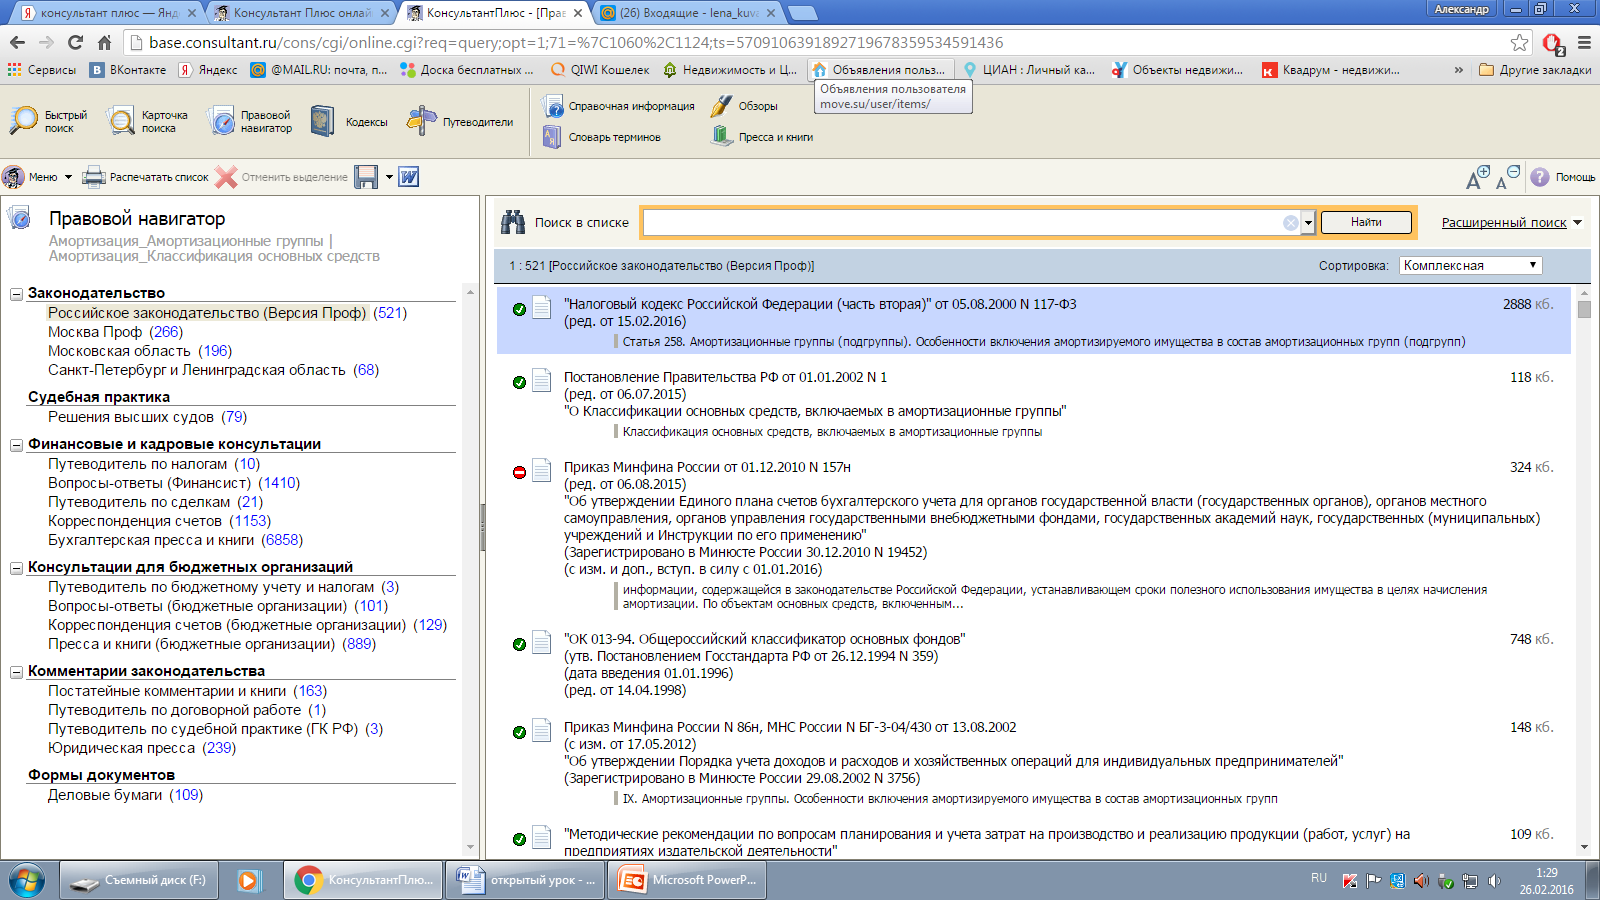 консультант плюс — Янд
Консультант Плюс онлай
КонсультантПлюс - [Прав
(26) Входящие - lena_kuva
Александр
base.consultant.ru/cons/cgi/online.cgi?req=query;opt=1;71=%7C1060%2C1124;ts=5709106391892719678359534591436
2
Сервисы
ВКонтакте
Яндекс
@MAIL.RU: почта, п...
Доска бесплатных ...
QIWI Кошелек
Недвижимость и Ц...
Объявления польз...
ЦИАН : Личный ка...
Объекты недвижи...
Квадрум - недвижи...
»
Другие закладки
Объявления пользователя
move.su/user/items/
Быстрый
поиск
Карточка
поиска
Правовой
навигатор
Кодексы
Путеводители
Справочная информация
Словарь терминов
Обзоры
Пресса и книги
Меню
Распечатать список
Отменить выделение
Помощь
Правовой навигатор
Амортизация_Амортизационные группы |
Амортизация_Классификация основных средств
Законодательство
Российское законодательство (Версия Проф) (521)
Москва Проф (266)
Московская область (196)
Санкт-Петербург и Ленинградская область (68)
Судебная практика
Решения высших судов (79)
Финансовые и кадровые консультации
Путеводитель по налогам (10)
Вопросы-ответы (Финансист) (1410)
Путеводитель по сделкам (21)
Корреспонденция счетов (1153)
Бухгалтерская пресса и книги (6858)
Консультации для бюджетных организаций
Путеводитель по бюджетному учету и налогам (3)
Вопросы-ответы (бюджетные организации) (101)
Корреспонденция счетов (бюджетные организации) (129)
Пресса и книги (бюджетные организации) (889)
Комментарии законодательства
Постатейные комментарии и книги (163)
Путеводитель по договорной работе (1)
Путеводитель по судебной практике (ГК РФ) (3)
Юридическая пресса (239)
Формы документов
Деловые бумаги (109)
Поиск в списке
Найти
Расширенный поиск
1 : 521 [Российское законодательство (Версия Проф)]
Сортировка: Комплексная
"Налоговый кодекс Российской Федерации (часть вторая)" от 05.08.2000 N 117-ФЗ 2888 кб.
(ред. от 15.02.2016)
Статья 258. Амортизационные группы (подгруппы). Особенности включения амортизируемого имущества в состав амортизационных групп (подгрупп)
Постановление Правительства РФ от 01.01.2002 N 1 118 кб.
(ред. от 06.07.2015)
"О Классификации основных средств, включаемых в амортизационные группы"
Классификация основных средств, включаемых в амортизационные группы
Приказ Минфина России от 01.12.2010 N 157н 324 кб.
(ред. от 06.08.2015)
"Об утверждении Единого плана счетов бухгалтерского учета для органов государственной власти (государственных органов), органов местного
самоуправления, органов управления государственными внебюджетными фондами, государственных академий наук, государственных (муниципальных)
учреждений и Инструкции по его применению"
(Зарегистрировано в Минюсте России 30.12.2010 N 19452)
(с изм. и доп., вступ. в силу с 01.01.2016)
информации, содержащейся в законодательстве Российской Федерации, устанавливающем сроки полезного использования имущества в целях начисления
амортизации. По объектам основных средств, включенным...
"ОК 013-94. Общероссийский классификатор основных фондов" 748 кб.
(утв. Постановлением Госстандарта РФ от 26.12.1994 N 359)
(дата введения 01.01.1996)
(ред. от 14.04.1998)
Приказ Минфина России N 86н, МНС России N БГ-3-04/430 от 13.08.2002 148 кб.
(с изм. от 17.05.2012)
"Об утверждении Порядка учета доходов и расходов и хозяйственных операций для индивидуальных предпринимателей"
(Зарегистрировано в Минюсте России 29.08.2002 N 3756)
IX. Амортизационные группы. Особенности включения амортизируемого имущества в состав амортизационных групп
"Методические рекомендации по вопросам планирования и учета затрат на производство и реализацию продукции (работ, услуг) на 109 кб.
предприятиях издательской деятельности"
Съемный диск (F:)
КонсультантПлю...
открытый урок - ...
Microsoft PowerP...
RU
1:29
26.02.2016